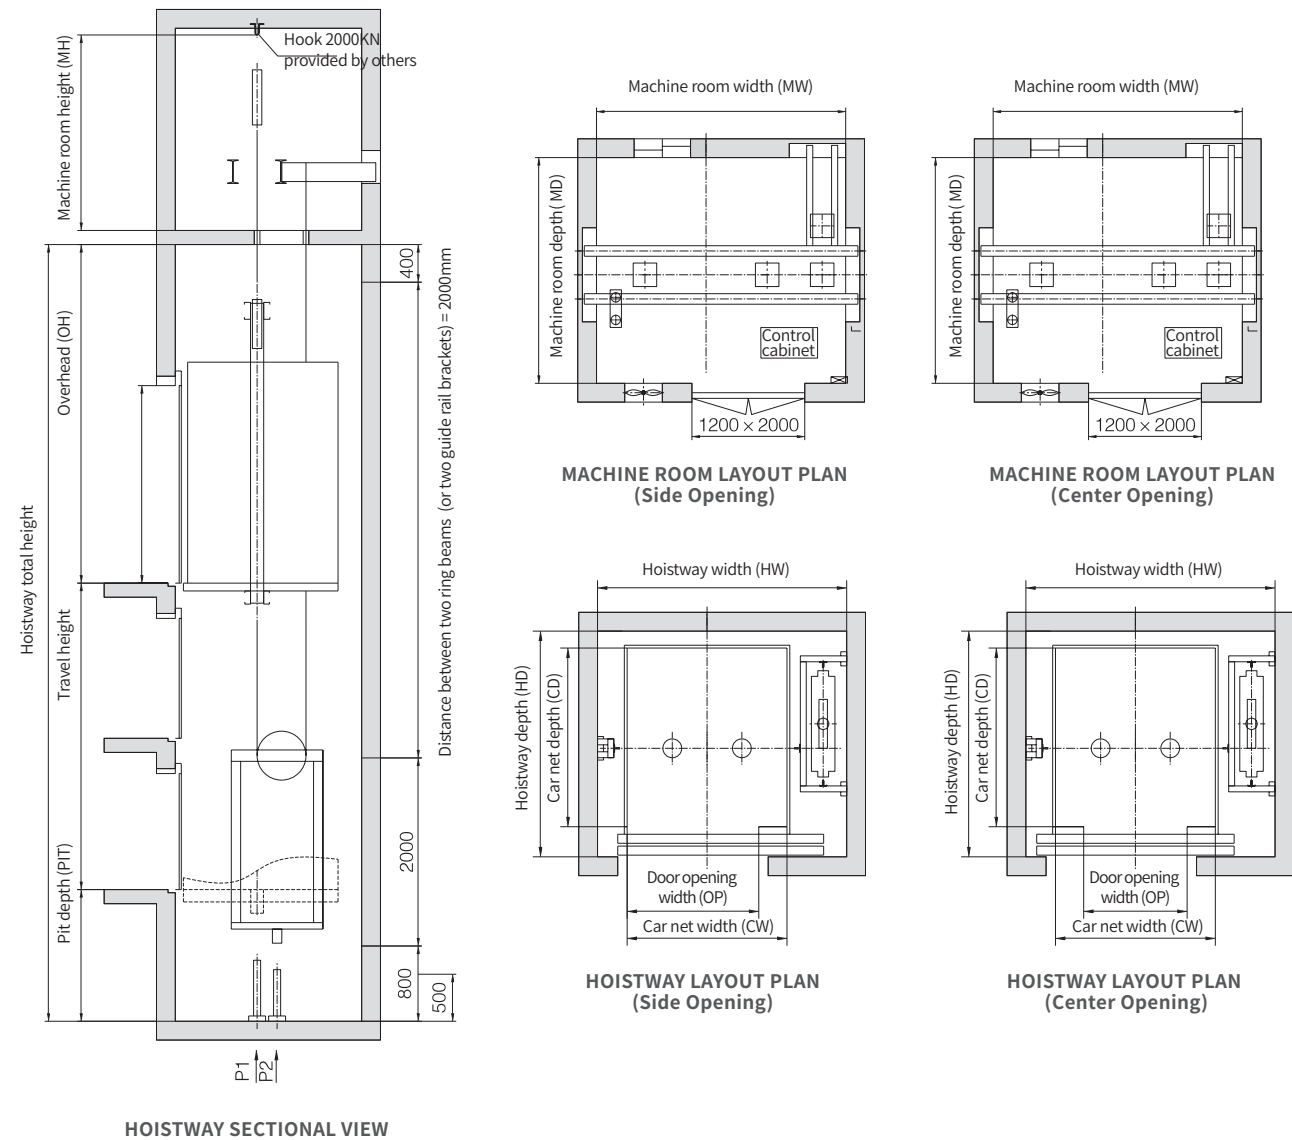 Hook 2000KN
provided by others
Machine room height (MH)
Hoistway total height
Overhead (OH)
Travel height
Pit depth (PIT)
400
Distance between two ring beams (or two guide rail brackets) = 2000mm
2000
800
500
P1
P2
HOISTWAY SECTIONAL VIEW
Machine room width (MW)
Machine room depth( MD)
Control
cabinet
1200 × 2000
MACHINE ROOM LAYOUT PLAN
(Side Opening)
Machine room width (MW)
Machine room depth( MD)
Control
cabinet
1200 × 2000
MACHINE ROOM LAYOUT PLAN
(Center Opening)
Hoistway width (HW)
Hoistway depth (HD)
Car net depth (CD)
Door opening
width (OP)
Car net width (CW)
HOISTWAY LAYOUT PLAN
(Side Opening)
Hoistway width (HW)
Hoistway depth (HD)
Car net depth (CD)
Door opening
width (OP)
Car net width (CW)
HOISTWAY LAYOUT PLAN
(Center Opening)